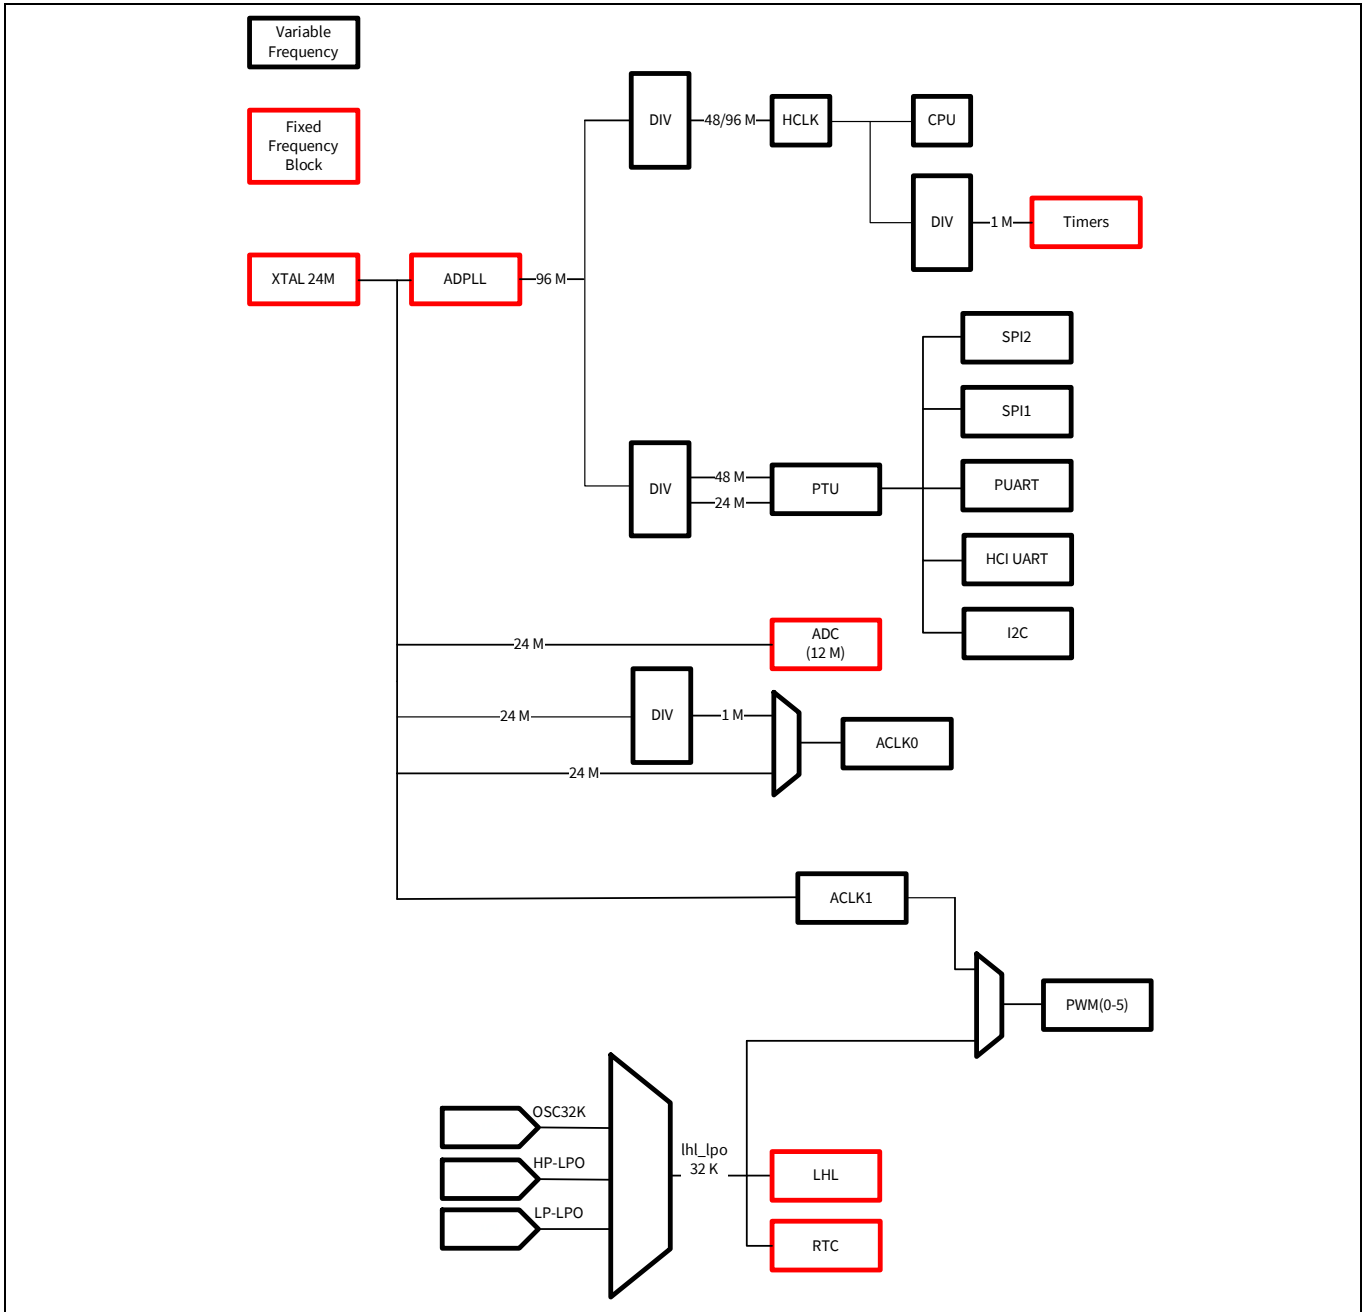 Variable
Frequency
Fixed
Frequency
Block
DIV
48/96 M
HCLK
CPU
DIV
1 M
Timers
XTAL 24M
ADPLL
96 M
SPI2
SPI1
DIV
48 M
24 M
PTU
PUART
HCI UART
I2C
24 M
ADC
(12 M)
24 M
DIV
1 M
ACLK0
24 M
ACLK1
PWM(0-5)
OSC32K
HP-LPO
LP-LPO
lhl_lpo
32 K
LHL
RTC